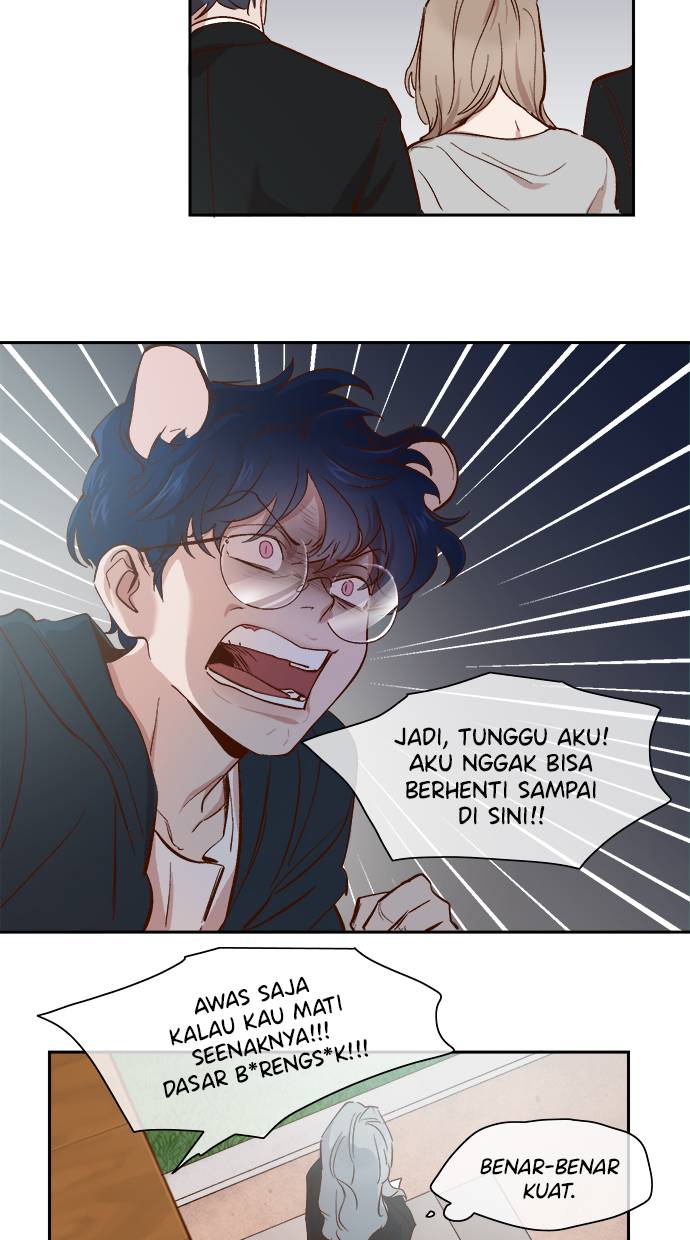 JADI, TUNGGU AKU!
AKU NGGAK BISA
BERHENTI SAMPAI
DI SINI!!
AWAS SAJA
KALAU KAU MATI
SEENAKNYA!!!
DASAR B*RENGS*K!!!
BENAR-BENAR
KUAT.